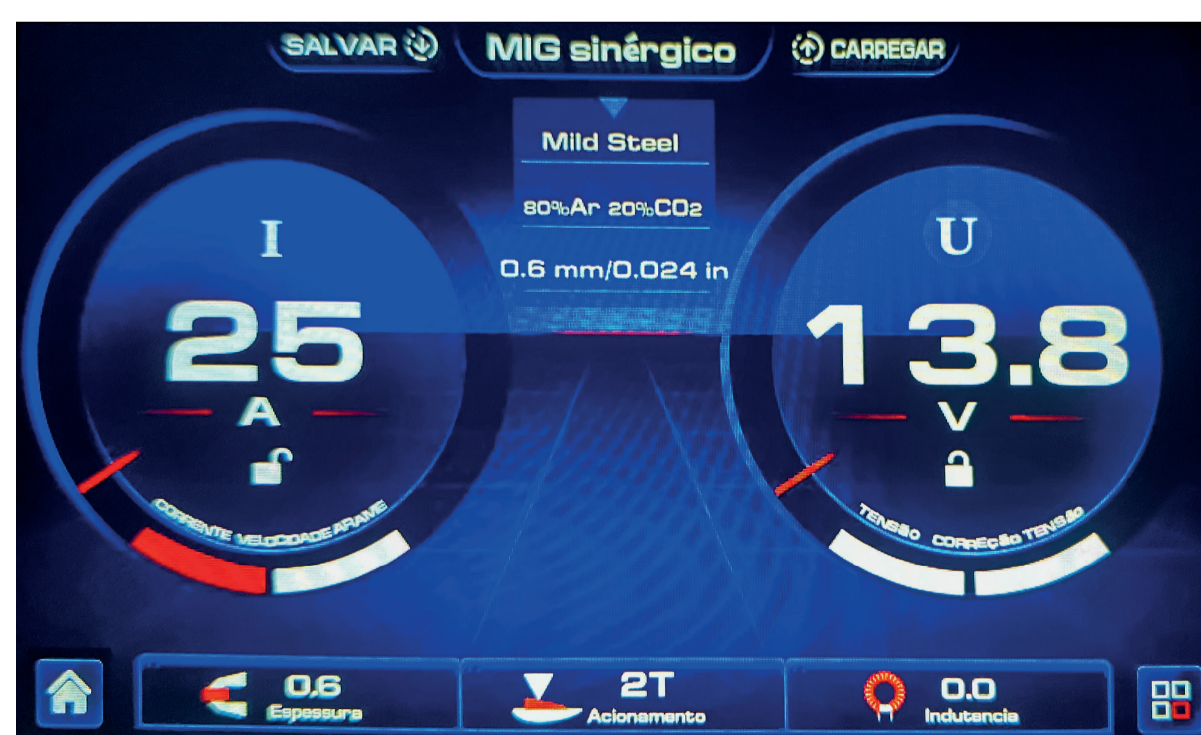 SALVAR
MIG sinérgico
CARREGAR
Mild Steel
80%Ar 20%CO2
0.6 mm/0.024 in
I
25
A
CORRENTE VELOCIDADE ARAME
U
13.8
V
TENSão CORREção TENSão
0,6
Espessura
2T
Acionamento
0.0
Indutencia